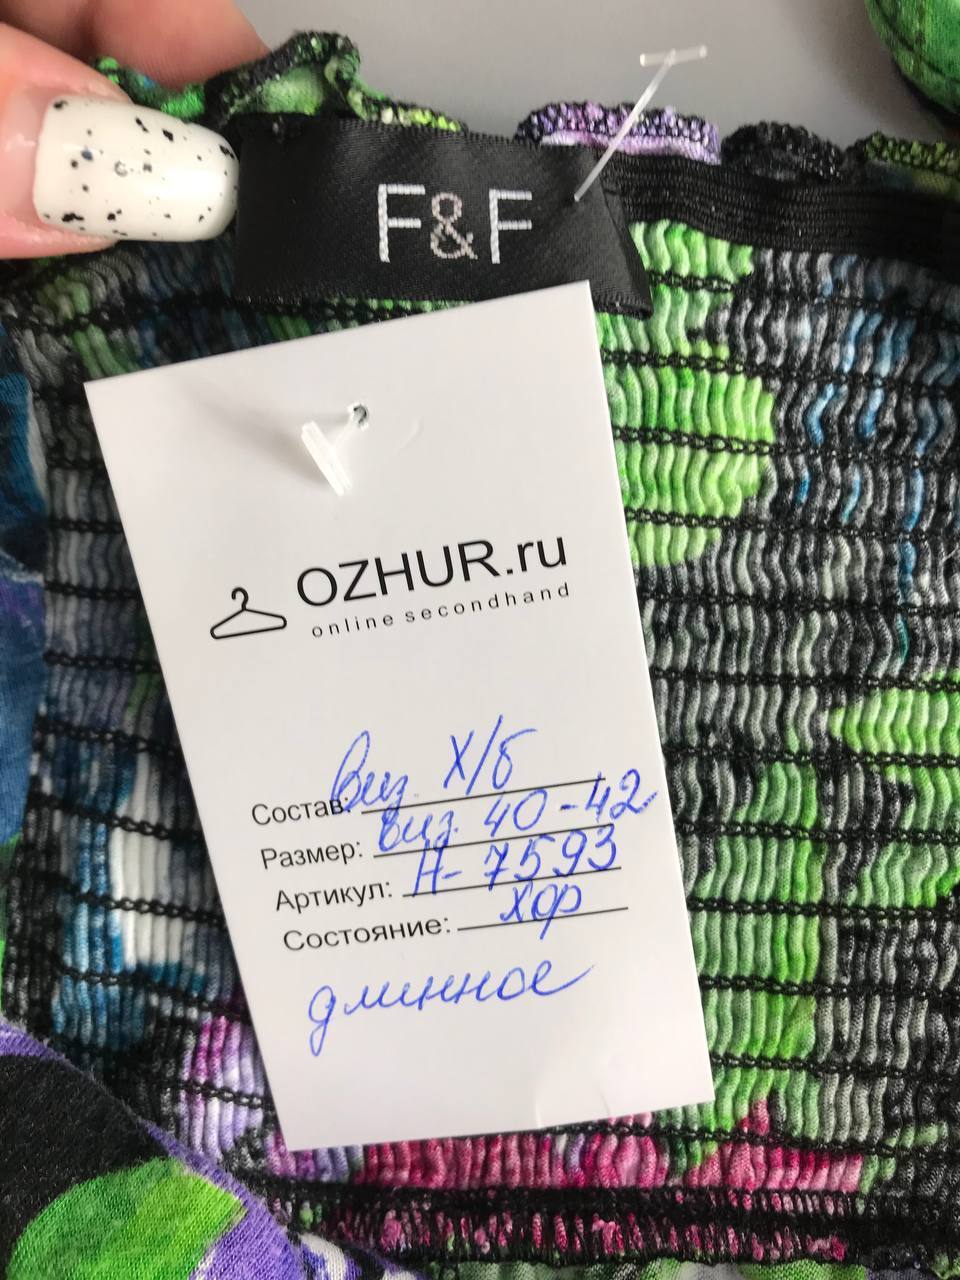 F&F
OZHUR.ru
online secondhand
Состав: Виз. Х/б
Размер: виз. 40-42
Артикул: Н-7593
Состояние: хор
длинное